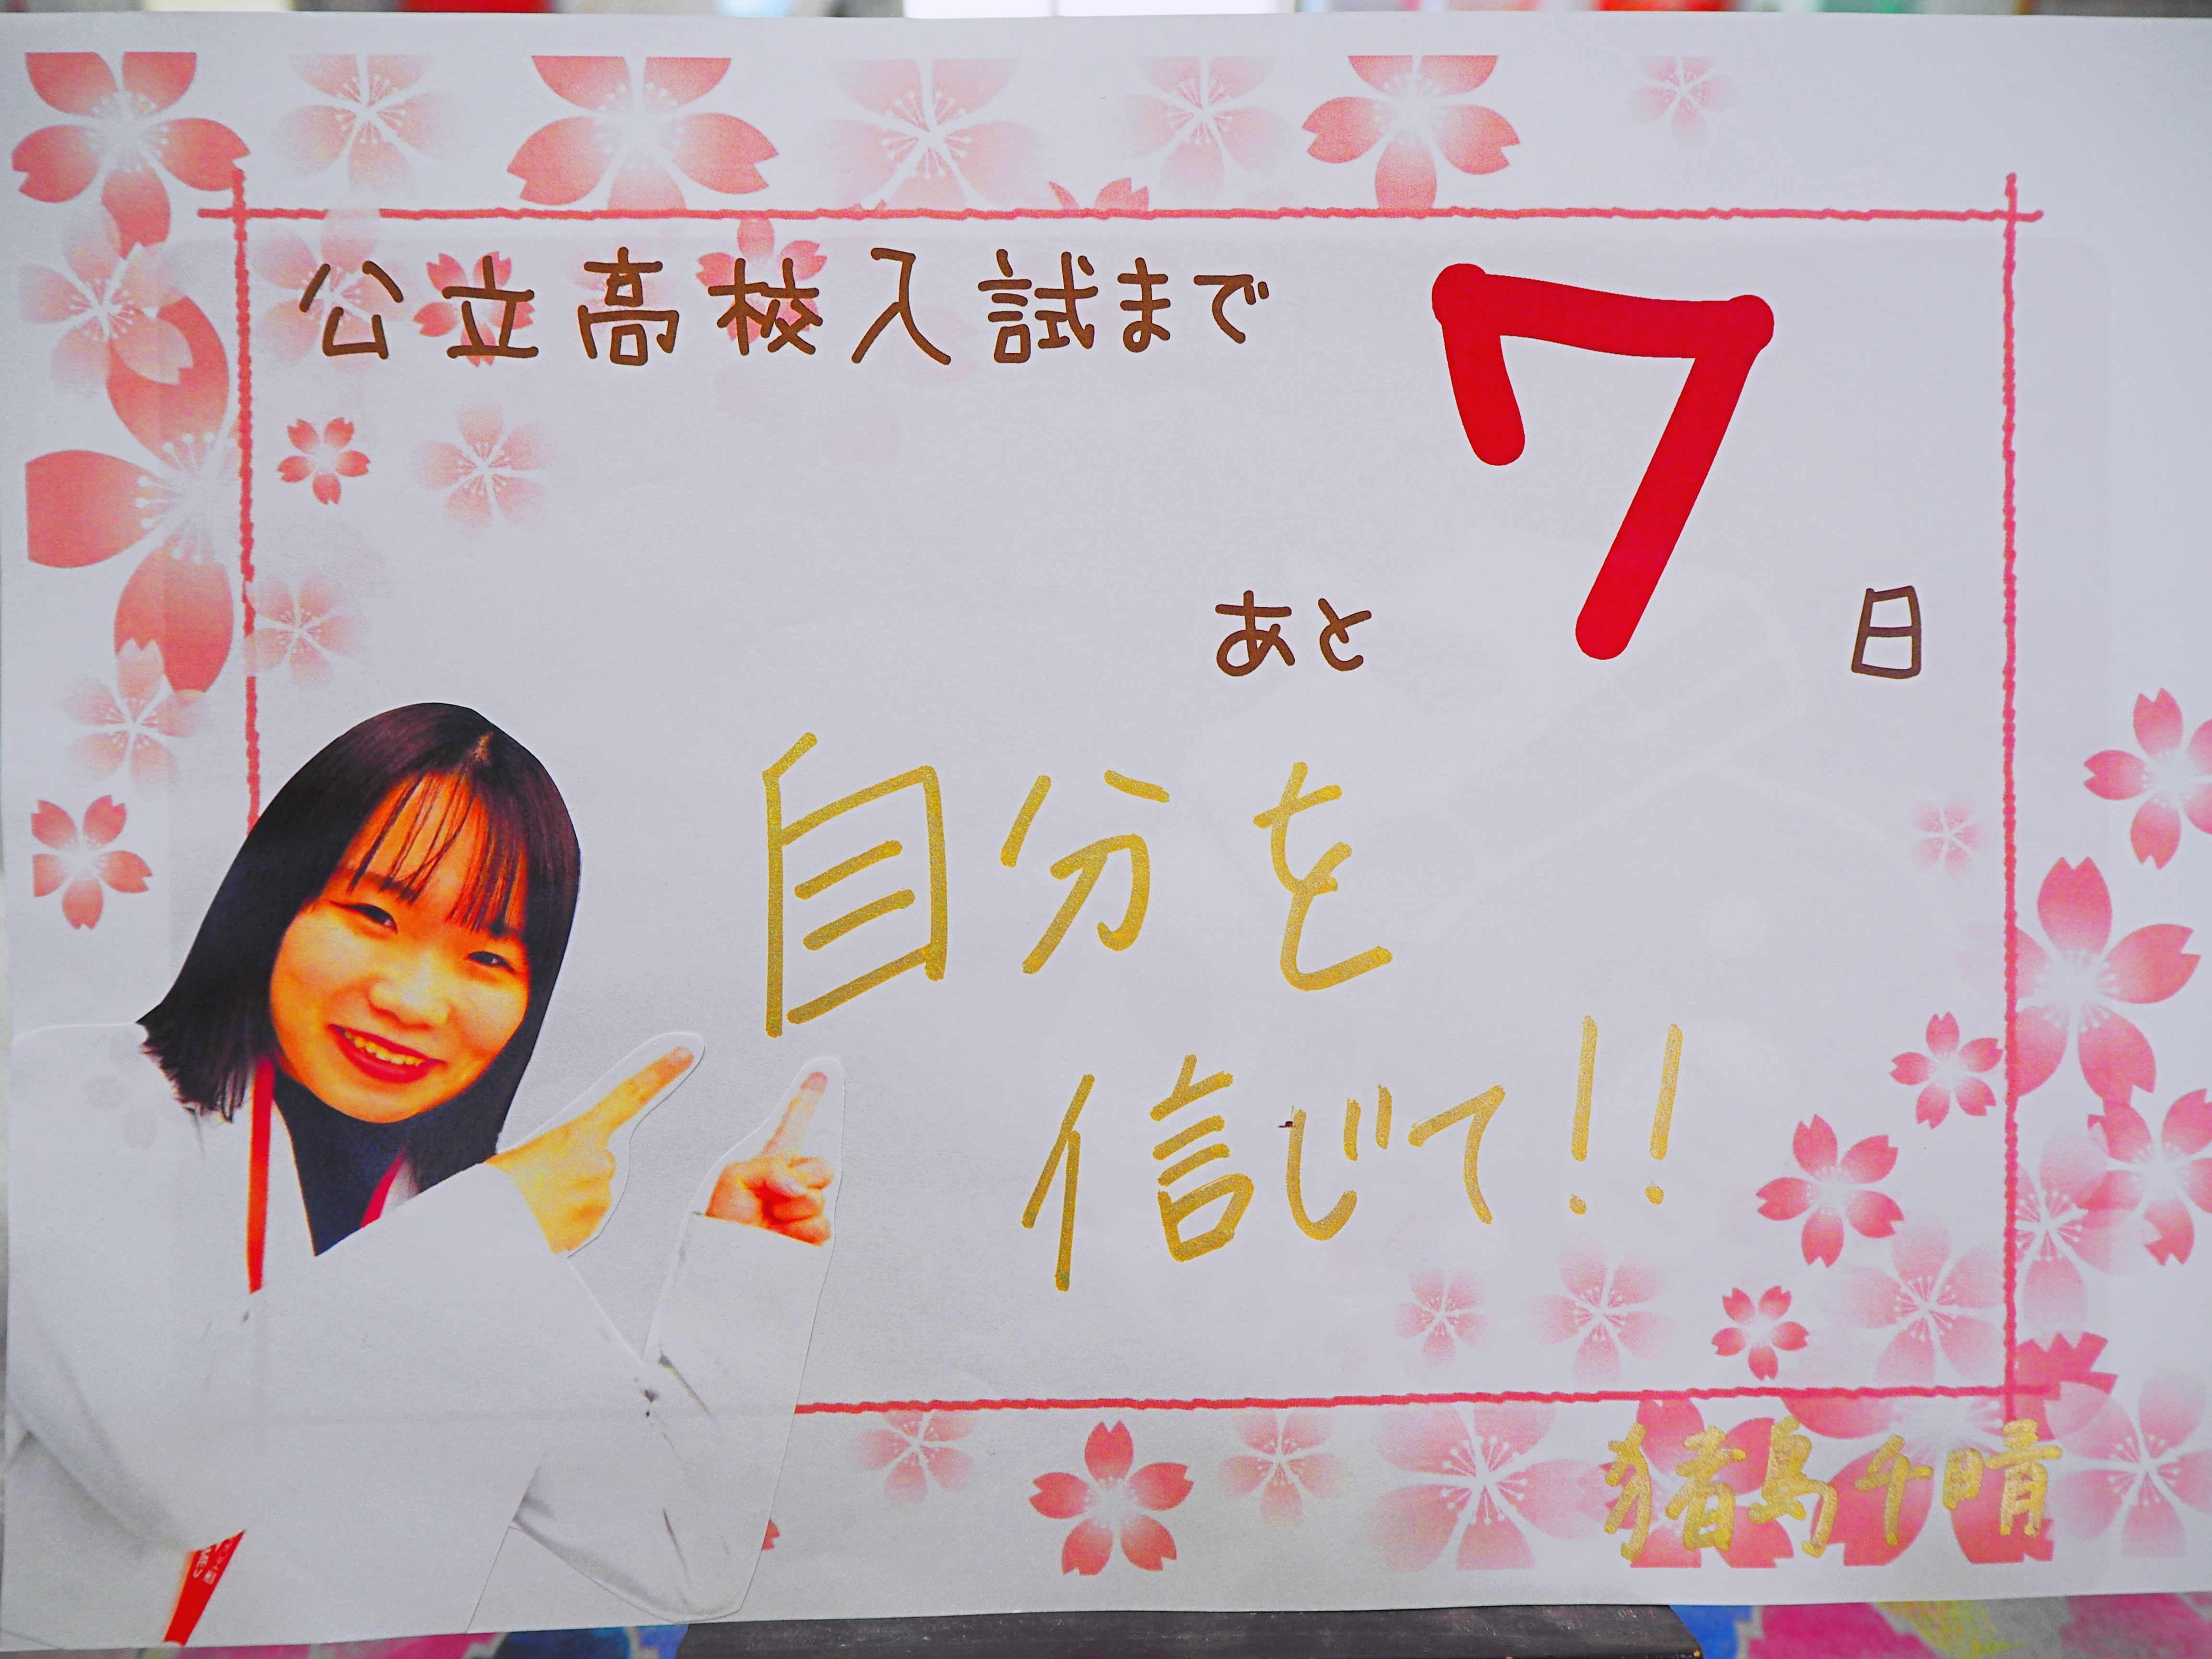 公立高校入試まで
あと 7 日
自分を
信じて!!
猪島千晴